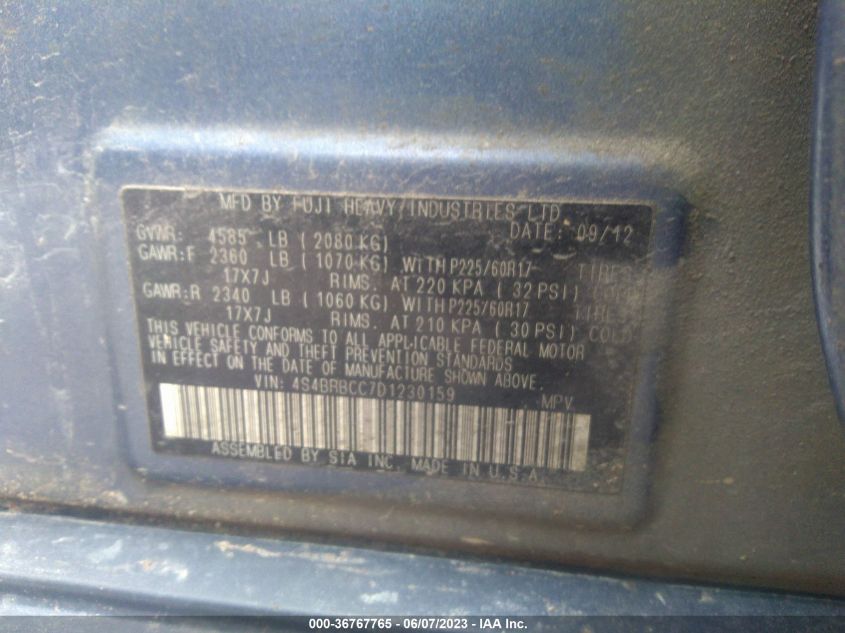 MFD BY FUJI HEAVY INDUSTRIES LTD.
DATE: 09/12
GVWR: 4585 LB ( 2080 KG)
GAWR:F 2360 LB ( 1070 KG) WITH P225/60R17 TIRES
17X7J RIMS. AT 220 KPA ( 32 PSI) COLD
GAWR:R 2340 LB ( 1060 KG) WITH P225/60R17 TIRES
17X7J RIMS. AT 210 KPA ( 30 PSI) COLD
THIS VEHICLE CONFORMS TO ALL APPLICABLE FEDERAL MOTOR
VEHICLE SAFETY AND THEFT PREVENTION STANDARDS
IN EFFECT ON THE DATE OF MANUFACTURE SHOWN ABOVE.
VIN: 4S4BRBCC7D1230159 MPV
ASSEMBLED BY SIA INC. MADE IN U.S.A.
000-36767765 - 06/07/2023 - IAA Inc.